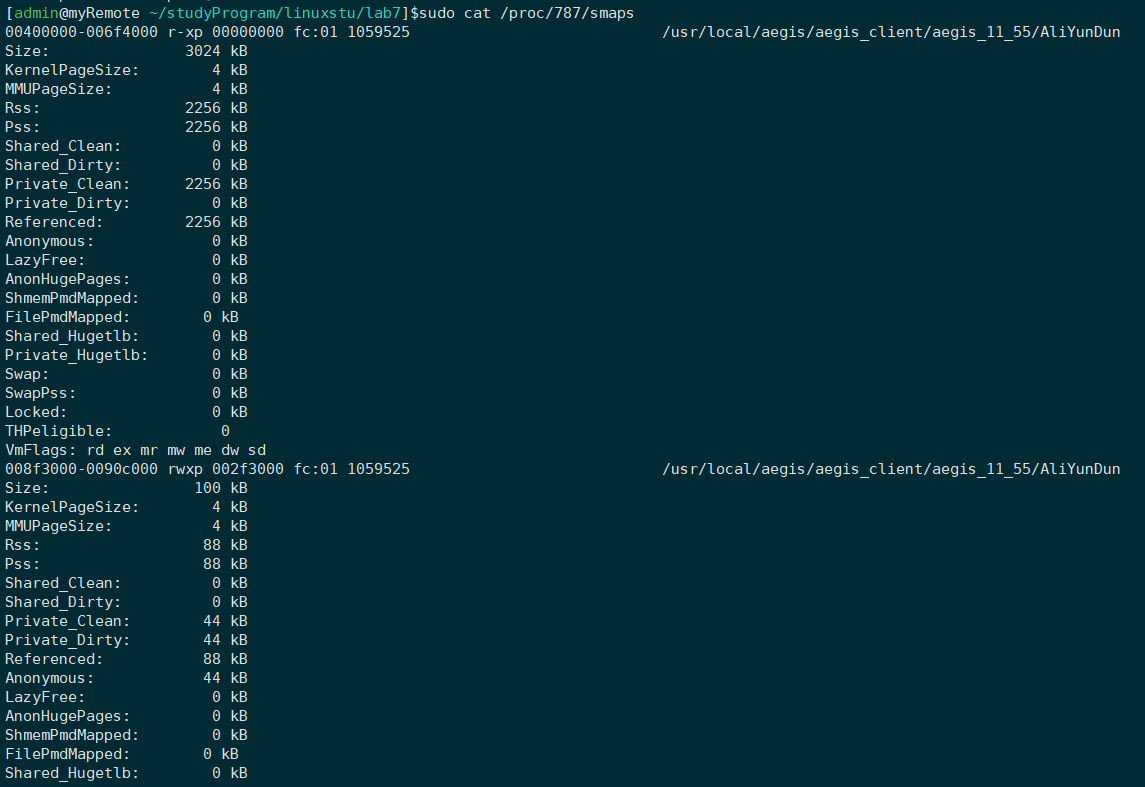 [admin@myRemote ~/studyProgram/linuxstu/lab7]$sudo cat /proc/787/smaps
00400000-006f4000 r-xp 00000000 fc:01 1059525                            /usr/local/aegis/aegis_client/aegis_11_55/AliYunDun
Size:               3024 kB
KernelPageSize:        4 kB
MMUPageSize:           4 kB
Rss:                2256 kB
Pss:                2256 kB
Shared_Clean:          0 kB
Shared_Dirty:          0 kB
Private_Clean:      2256 kB
Private_Dirty:         0 kB
Referenced:         2256 kB
Anonymous:             0 kB
LazyFree:              0 kB
AnonHugePages:         0 kB
ShmemPmdMapped:        0 kB
FilePmdMapped:        0 kB
Shared_Hugetlb:        0 kB
Private_Hugetlb:       0 kB
Swap:                  0 kB
SwapPss:               0 kB
Locked:                0 kB
THPeligible:            0
VmFlags: rd ex mr mw me dw sd
008f3000-0090c000 rwxp 002f3000 fc:01 1059525                            /usr/local/aegis/aegis_client/aegis_11_55/AliYunDun
Size:                100 kB
KernelPageSize:        4 kB
MMUPageSize:           4 kB
Rss:                  88 kB
Pss:                  88 kB
Shared_Clean:          0 kB
Shared_Dirty:          0 kB
Private_Clean:        44 kB
Private_Dirty:        44 kB
Referenced:           88 kB
Anonymous:            44 kB
LazyFree:              0 kB
AnonHugePages:         0 kB
ShmemPmdMapped:        0 kB
FilePmdMapped:        0 kB
Shared_Hugetlb:        0 kB